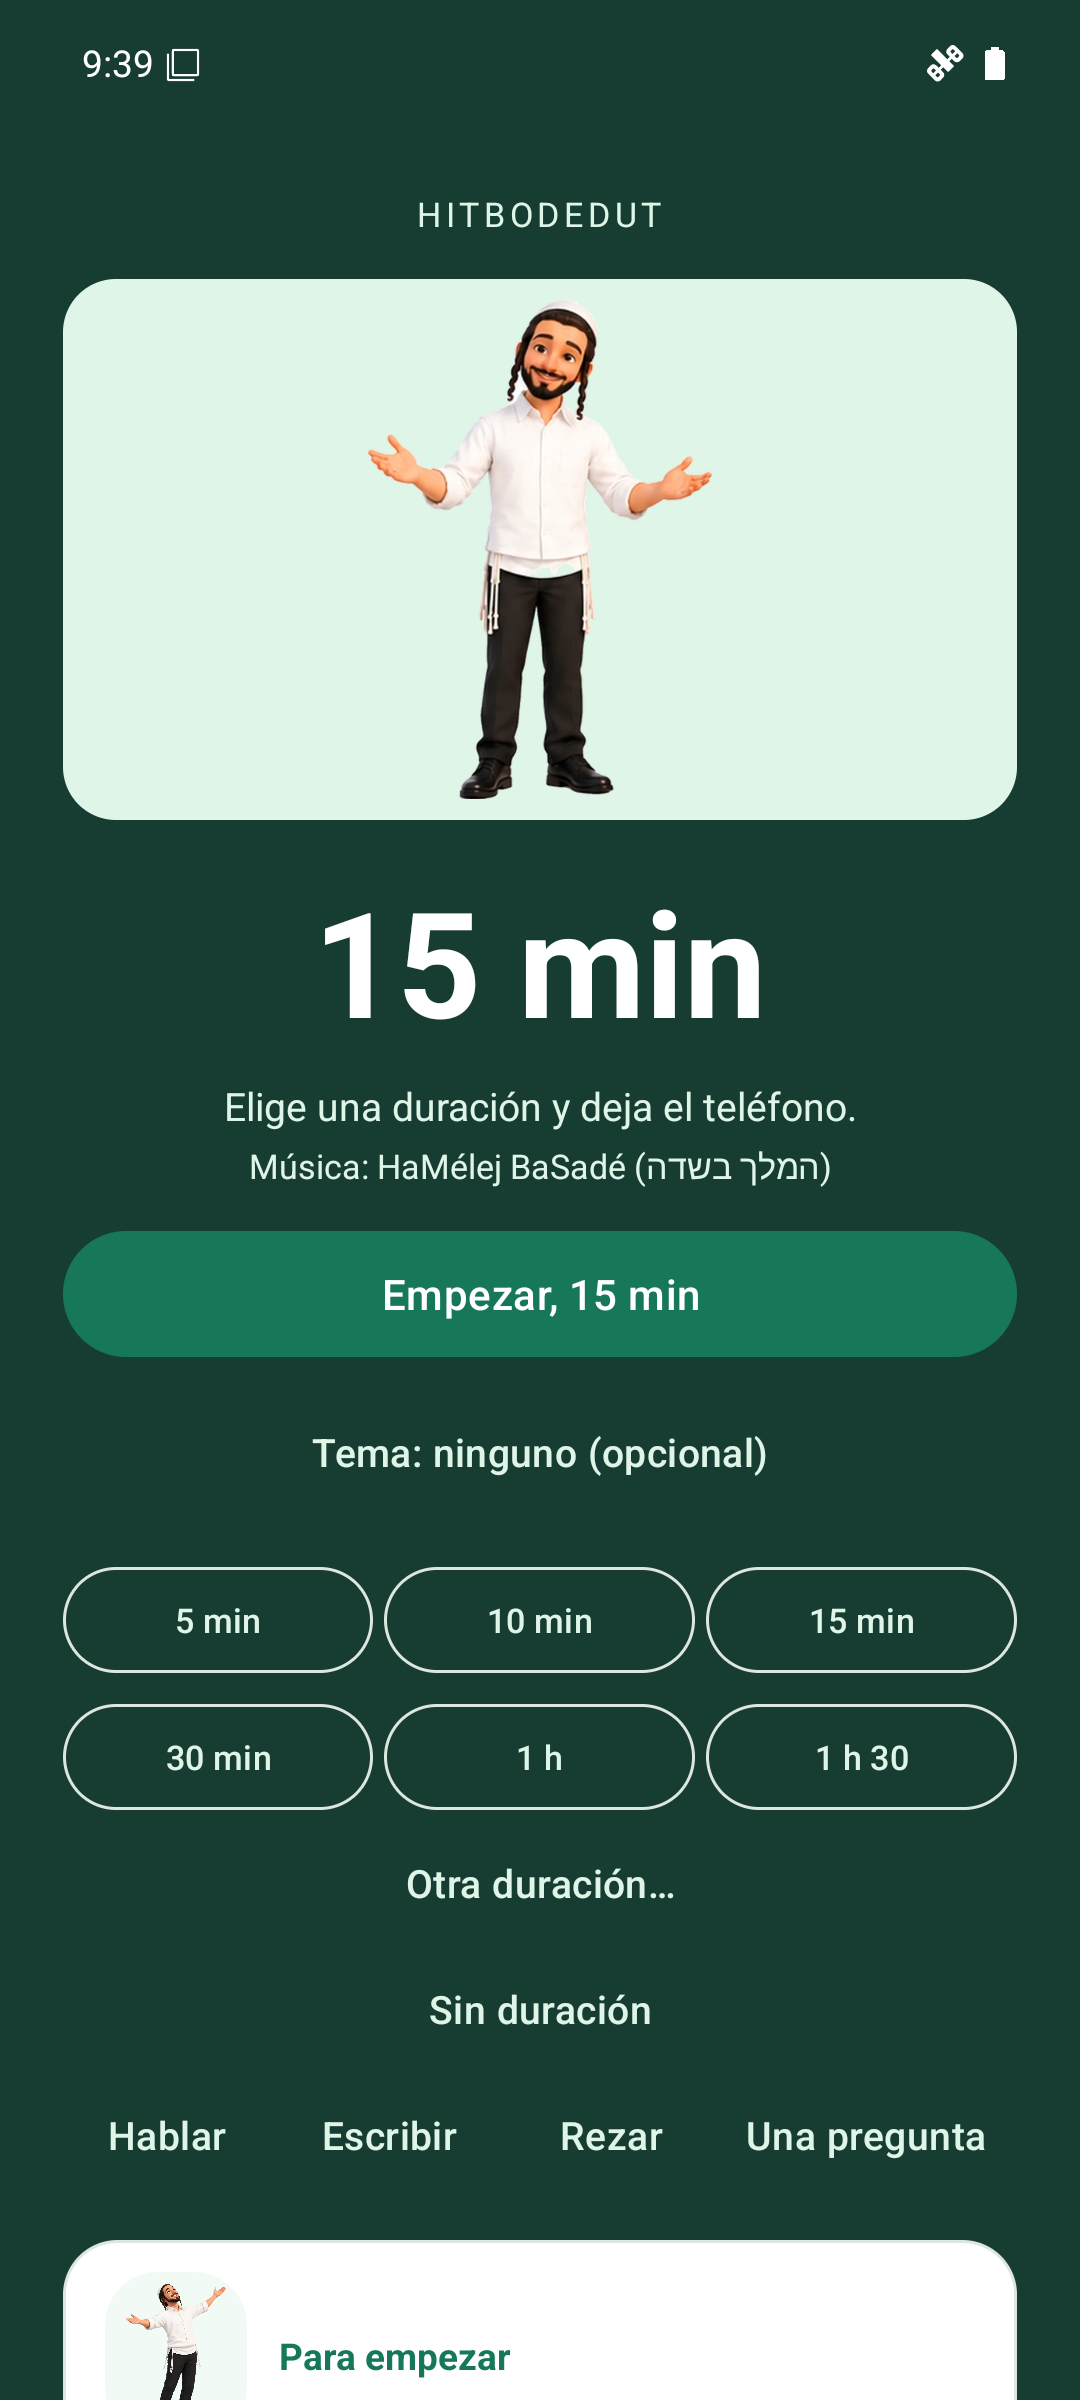 9:39
HITBODEDUT
15 min
Elige una duración y deja el teléfono.
Música: HaMélej BaSadé (המלך בשדה)
Empezar, 15 min
Tema: ninguno (opcional)
5 min
10 min
15 min
30 min
1 h
1 h 30
Otra duración…
Sin duración
Hablar
Escribir
Rezar
Una pregunta
Para empezar